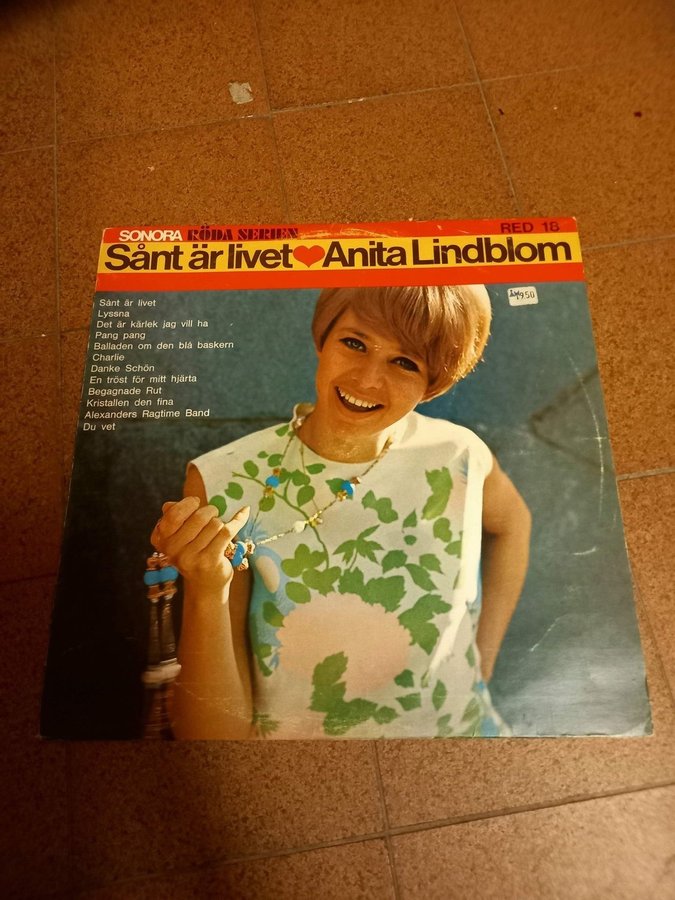 SONORA RÖDA SERIEN RED 18
Sånt är livet Anita Lindblom
19.50
Sånt är livet
Lyssna
Det är kärlek jag vill ha
Pang pang
Balladen om den blå baskern
Charlie
Danke Schön
En tröst för mitt hjärta
Begagnade Rut
Kristallen den fina
Alexanders Ragtime Band
Du vet